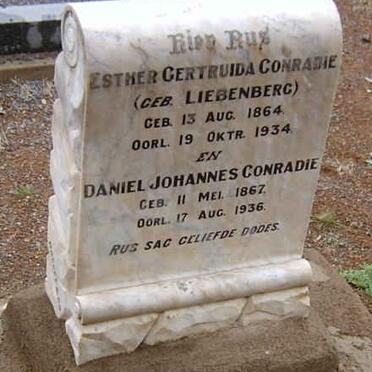 Hier Rus
ESTHER GERTRUIDA CONRADIE
(GEB. LIEBENBERG)
GEB. 13 AUG. 1864.
OORL. 19 OKTR. 1934.
EN
DANIEL JOHANNES CONRADIE
GEB. 11 MEI. 1867.
OORL. 17 AUG. 1936.
RUS SAG GELIEFDE DODES.